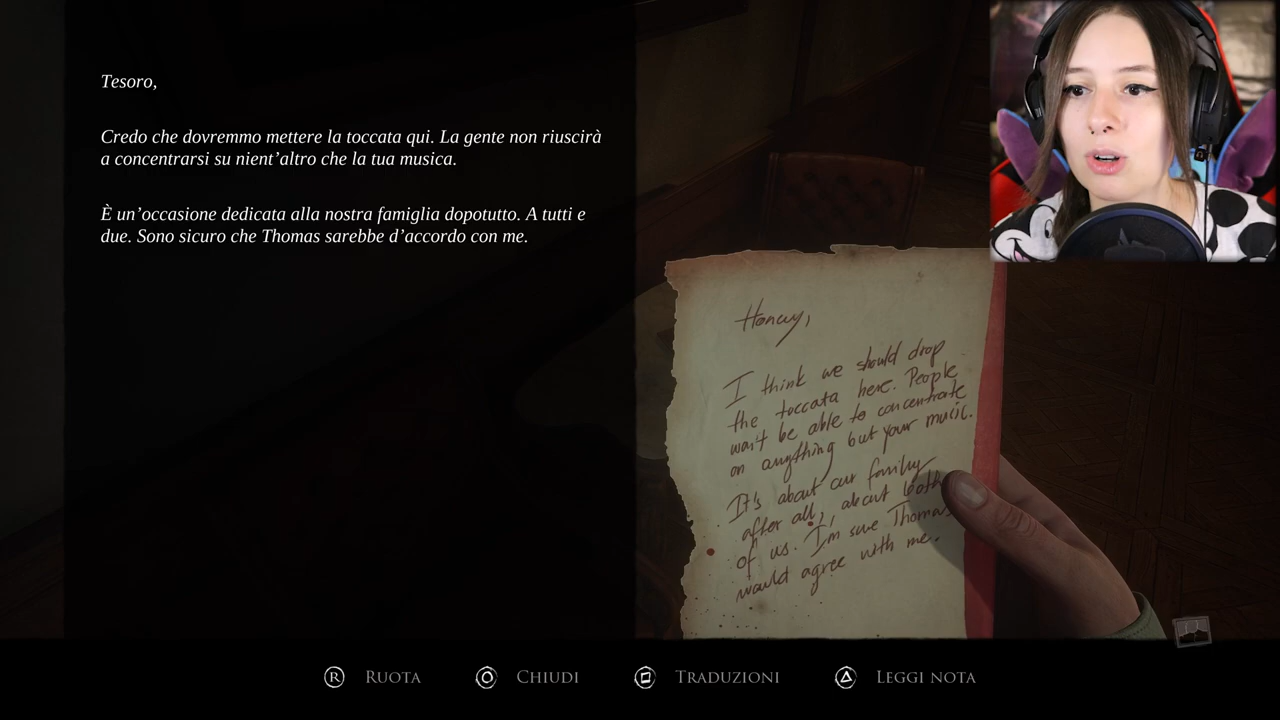 Tesoro,
Credo che dovremmo mettere la toccata qui. La gente non riuscirà
a concentrarsi su nient’altro che la tua musica.
È un’occasione dedicata alla nostra famiglia dopotutto. A tutti e
due. Sono sicuro che Thomas sarebbe d’accordo con me.
Honey,
I think we should drop
the toccata here. People
won't be able to concentrate
on anything but your music.
It's about our family
after all, about both
of us. I'm sure Thomas
would agree with me.
R RUOTA CHIUDI TRADUZIONI LEGGI NOTA